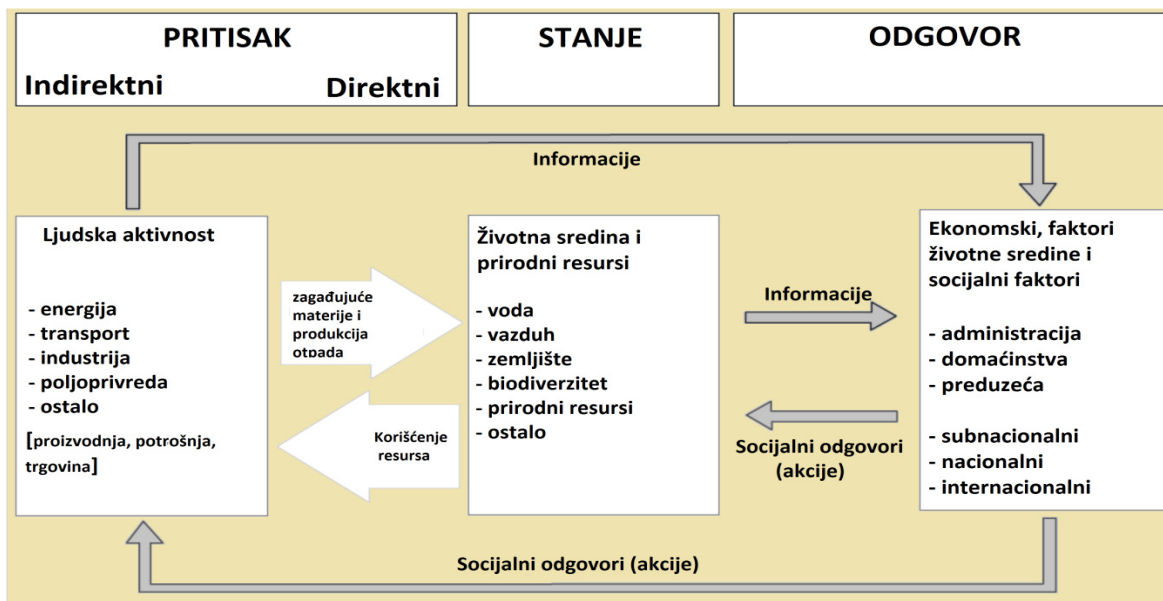 PRITISAK
Indirektni
Direktni
STANJE
ODGOVOR
Informacije
Ljudska aktivnost
- energija
- transport
- industrija
- poljoprivreda
- ostalo
[proizvodnja, potrošnja,
trgovina]
zagađujuće
materije i
produkcija
otpada
Korišćenje
resursa
Životna sredina i
prirodni resursi
- voda
- vazduh
- zemljište
- biodiverzitet
- prirodni resursi
- ostalo
Informacije
Socijalni odgovori
(akcije)
Ekonomski, faktori
životne sredine i
socijalni faktori
- administracija
- domaćinstva
- preduzeća
- subnacionalni
- nacionalni
- internacionalni
Socijalni odgovori (akcije)